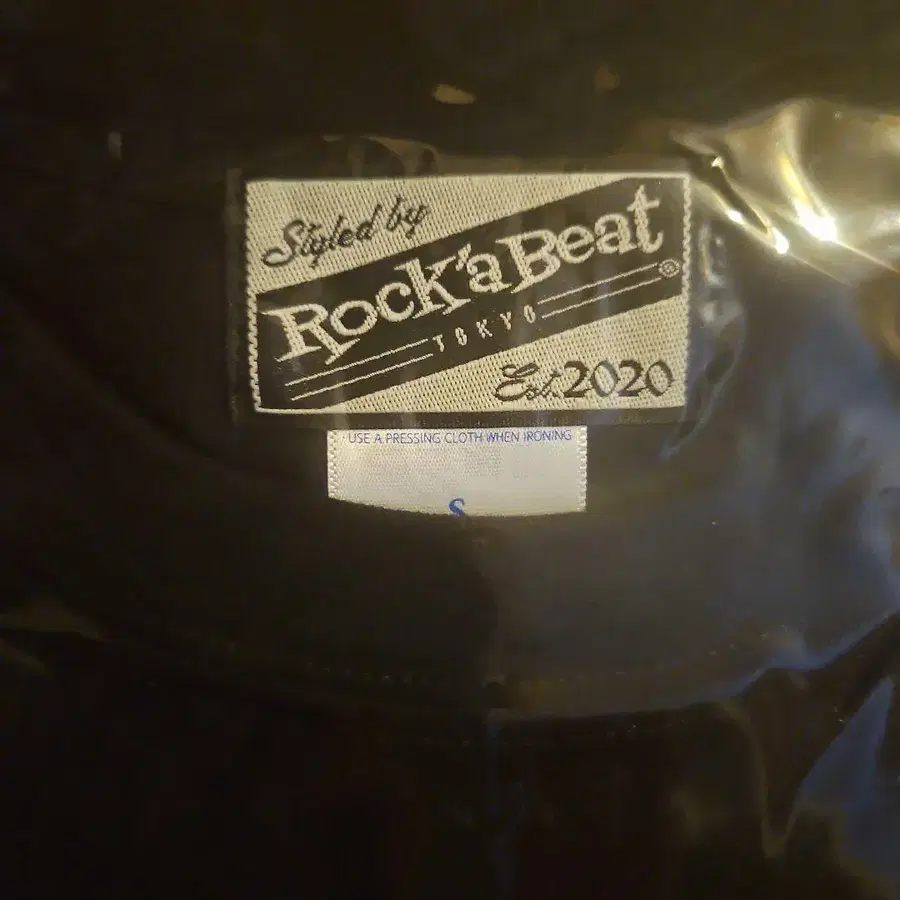 Styled by
Rock'a Beat
TOKYO
®
Est. 2020
USE A PRESSING CLOTH WHEN IRONING
S